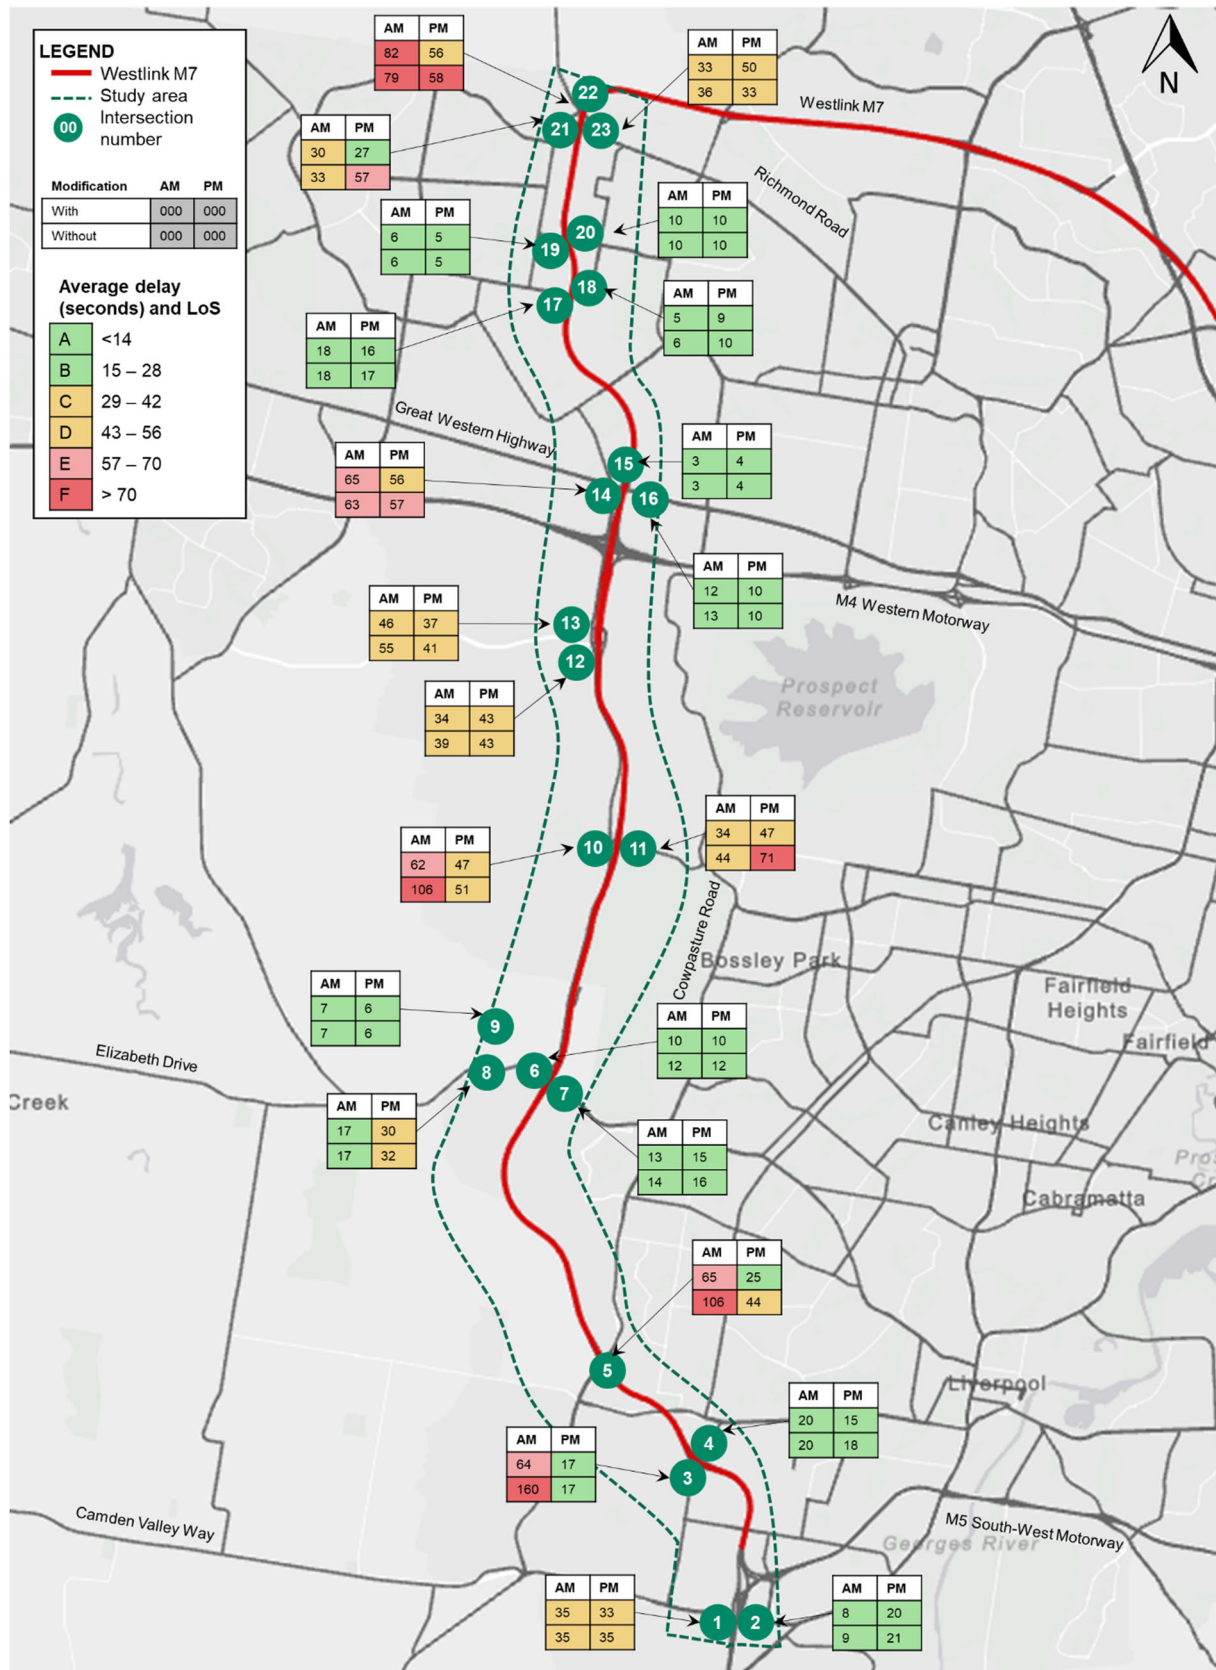 LEGEND
Westlink M7
Study area
00 Intersection
number
Modification AM PM
With 000 000
Without 000 000
Average delay
(seconds) and LoS
A <14
B 15 – 28
C 29 – 42
D 43 – 56
E 57 – 70
F > 70
N
AM PM
82 56
79 58
AM PM
33 50
36 33
22
Westlink M7
21
23
AM PM
30 27
33 57
Richmond Road
AM PM
6 5
6 5
AM PM
10 10
10 10
20
19
18
17
AM PM
5 9
6 10
AM PM
18 16
18 17
Great Western Highway
AM PM
65 56
63 57
15
14
16
AM PM
3 4
3 4
AM PM
12 10
13 10
M4 Western Motorway
AM PM
46 37
55 41
13
12
AM PM
34 43
39 43
Prospect
Reservoir
AM PM
62 47
106 51
10
11
AM PM
34 47
44 71
Cowpasture Road
Bossley Park
Fairfield
Heights
Fairfield
AM PM
7 6
7 6
9
AM PM
10 10
12 12
Elizabeth Drive
8
6
7
Creek
AM PM
17 30
17 32
AM PM
13 15
14 16
Canley Heights
Cabramatta
AM PM
65 25
106 44
5
Liverpool
AM PM
20 15
20 18
4
3
AM PM
64 17
160 17
Camden Valley Way
M5 South-West Motorway
Georges River
AM PM
35 33
35 35
1
2
AM PM
8 20
9 21